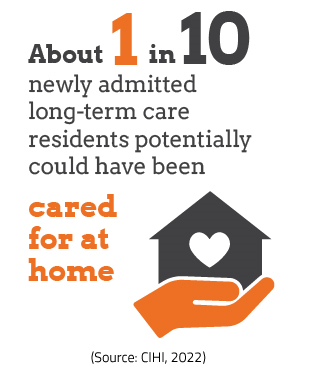 About 1 in 10
newly admitted
long-term care
residents potentially
could have been
cared
for at
home
(Source: CIHI, 2022)